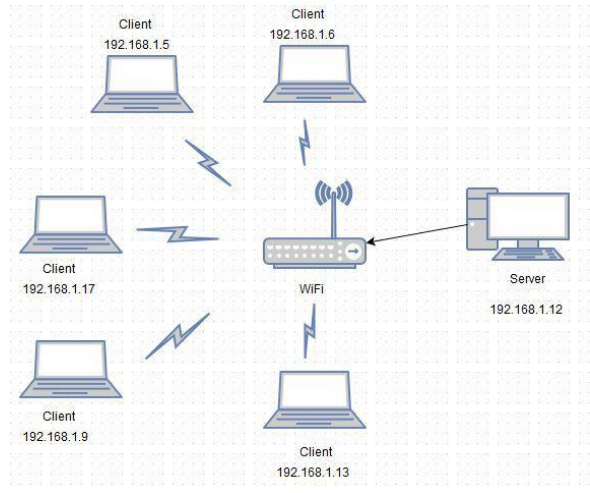 Client
192.168.1.5
Client
192.168.1.6
Client
192.168.1.17
WiFi
Server
192.168.1.12
Client
192.168.1.9
Client
192.168.1.13